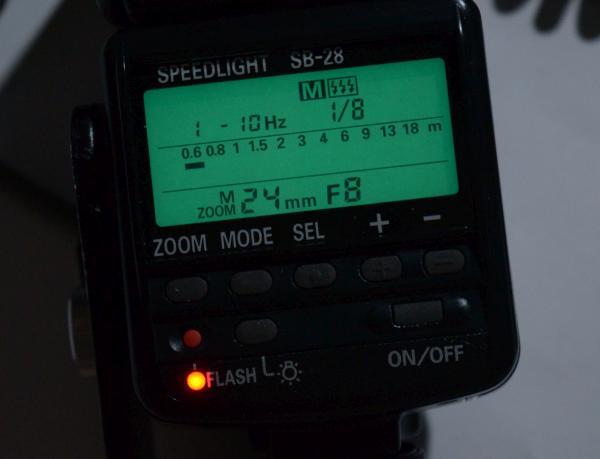 SPEEDLIGHT SB-28
M
1/8
1 - 10Hz
0.6 0.8 1 1.5 2 3 4 6 9 13 18 m
M ZOOM 24mm F8
ZOOM MODE SEL + -
FLASH
ON/OFF